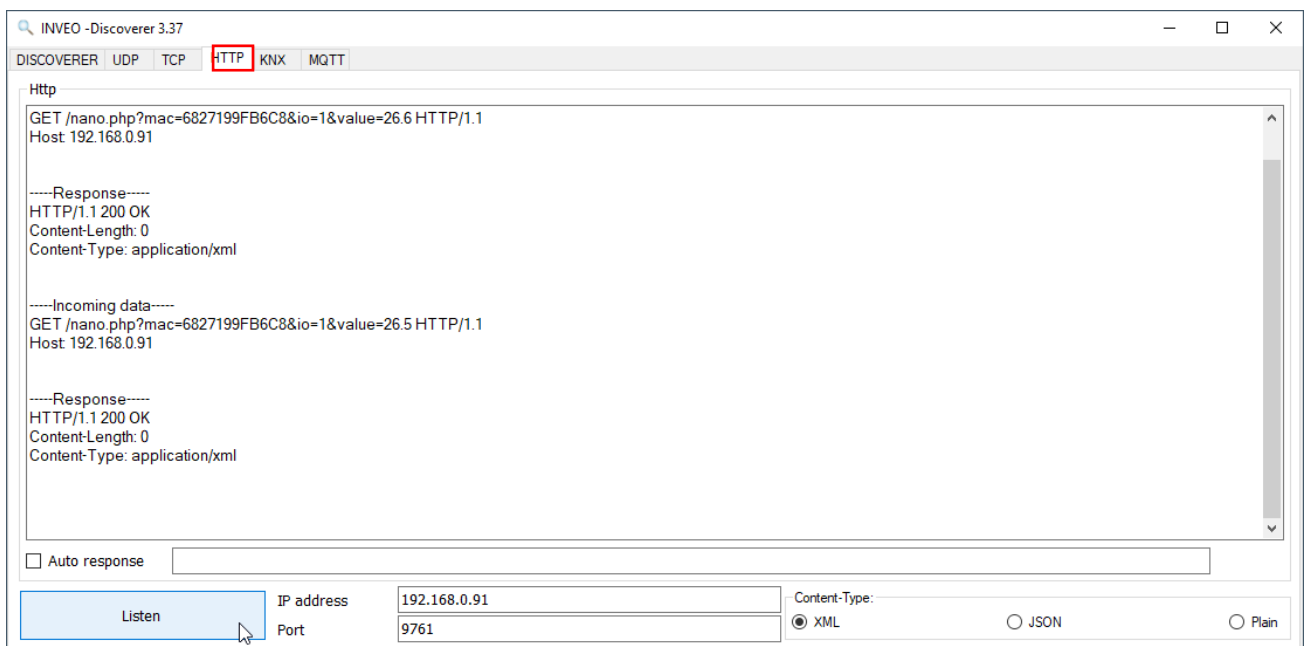 INVEO -Discoverer 3.37
DISCOVERER UDP TCP HTTP KNX MQTT
Http
GET /nano.php?mac=6827199FB6C8&io=1&value=26.6 HTTP/1.1
Host: 192.168.0.91
-----Response-----
HTTP/1.1 200 OK
Content-Length: 0
Content-Type: application/xml
-----Incoming data-----
GET /nano.php?mac=6827199FB6C8&io=1&value=26.5 HTTP/1.1
Host: 192.168.0.91
-----Response-----
HTTP/1.1 200 OK
Content-Length: 0
Content-Type: application/xml
Auto response
Listen
IP address 192.168.0.91
Port 9761
Content-Type:
XML JSON Plain